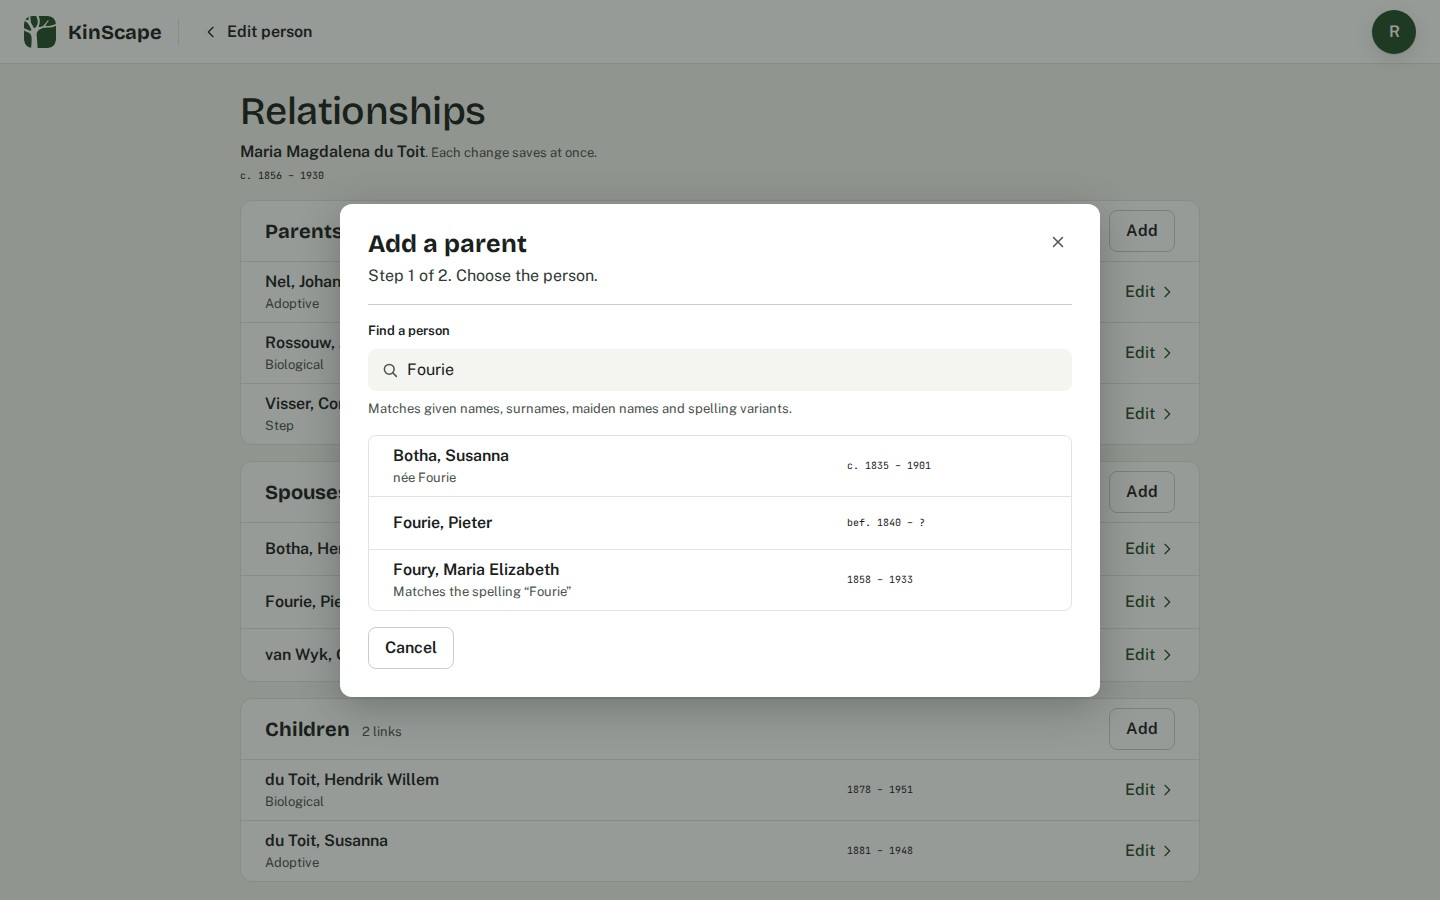 KinScape
Edit person
R
Relationships
Maria Magdalena du Toit. Each change saves at once.
c. 1856 – 1930
Parents
Add
Nel, Johan
Adoptive
Edit
Rossouw,
Biological
Edit
Visser, Co
Step
Edit
Spouses
Add
Botha, He
Edit
Fourie, Pie
Edit
van Wyk,
Edit
Children 2 links
Add
du Toit, Hendrik Willem
Biological
1878 – 1951
Edit
du Toit, Susanna
Adoptive
1881 – 1948
Edit
Add a parent
Step 1 of 2. Choose the person.
Find a person
Fourie
Matches given names, surnames, maiden names and spelling variants.
Botha, Susanna
née Fourie
c. 1835 – 1901
Fourie, Pieter
bef. 1840 – ?
Foury, Maria Elizabeth
Matches the spelling “Fourie”
1858 – 1933
Cancel